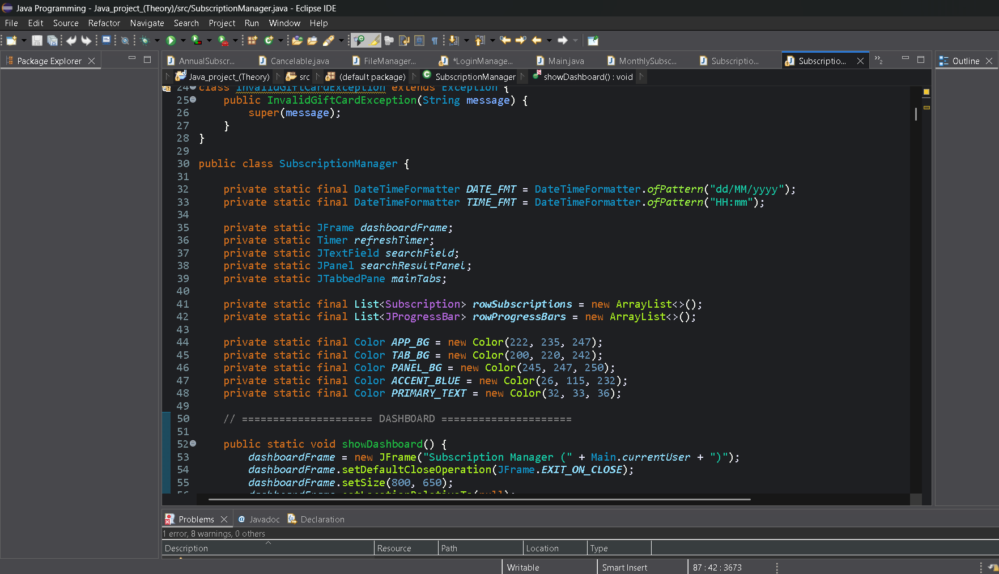 Java Programming - Java_project_(Theory)/src/SubscriptionManager.java - Eclipse IDE
File Edit Source Refactor Navigate Search Project Run Window Help
Package Explorer
AnnualSubscr... Cancelable.java FileManager... *LoginManage... Main.java MonthlySubsc... Subscriptio... Subscriptio... »2
Outline
Java_project_(Theory) src (default package) SubscriptionManager showDashboard() : void
24 class InvalidGiftCardException extends Exception {
25 public InvalidGiftCardException(String message) {
26 super(message);
27 }
28 }
29
30 public class SubscriptionManager {
31
32 private static final DateTimeFormatter DATE_FMT = DateTimeFormatter.ofPattern("dd/MM/yyyy");
33 private static final DateTimeFormatter TIME_FMT = DateTimeFormatter.ofPattern("HH:mm");
34
35 private static JFrame dashboardFrame;
36 private static Timer refreshTimer;
37 private static JTextField searchField;
38 private static JPanel searchResultPanel;
39 private static JTabbedPane mainTabs;
40
41 private static final List<Subscription> rowSubscriptions = new ArrayList<>();
42 private static final List<JProgressBar> rowProgressBars = new ArrayList<>();
43
44 private static final Color APP_BG = new Color(222, 235, 247);
45 private static final Color TAB_BG = new Color(200, 220, 242);
46 private static final Color PANEL_BG = new Color(245, 247, 250);
47 private static final Color ACCENT_BLUE = new Color(26, 115, 232);
48 private static final Color PRIMARY_TEXT = new Color(32, 33, 36);
49
50 // ===================== DASHBOARD =====================
51
52 public static void showDashboard() {
53 dashboardFrame = new JFrame("Subscription Manager (" + Main.currentUser + ")");
54 dashboardFrame.setDefaultCloseOperation(JFrame.EXIT_ON_CLOSE);
55 dashboardFrame.setSize(800, 650);
56 dashboardFrame.setLocationRelativeTo(null);
Problems Javadoc Declaration
1 error, 8 warnings, 0 others
Description Resource Path Location Type
Writable Smart Insert 87 : 42 : 3673